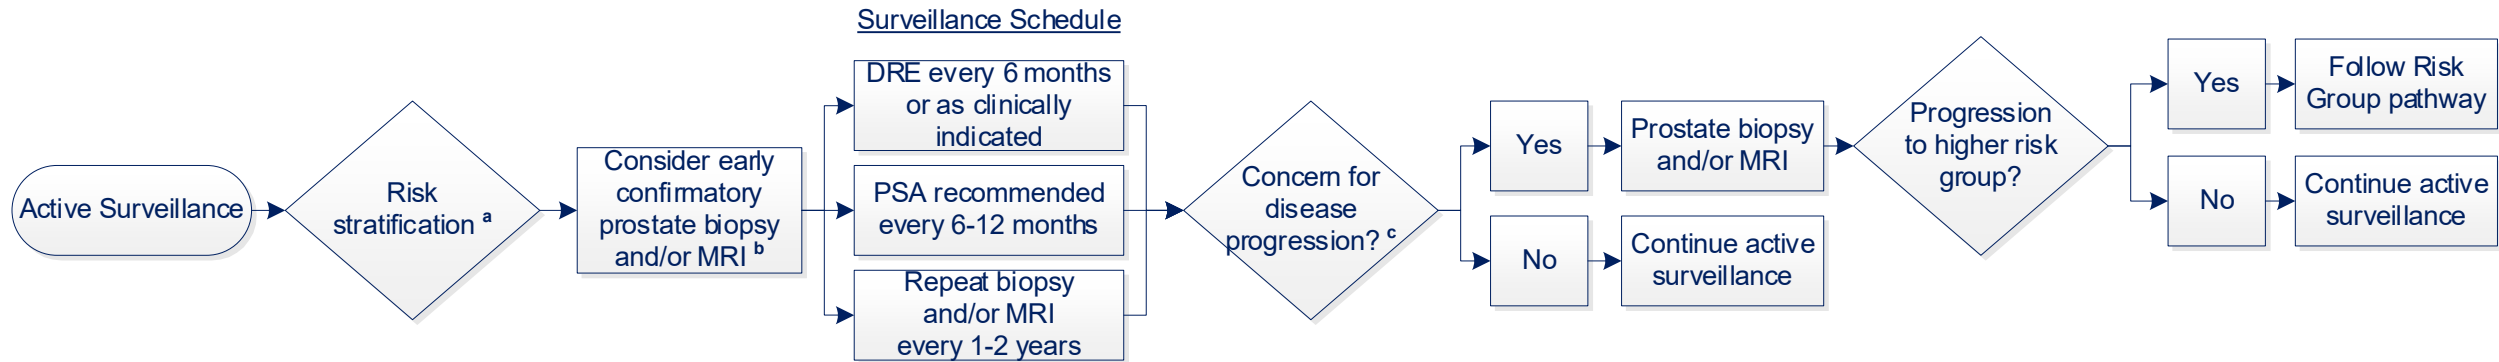 Surveillance Schedule
Active Surveillance
Risk
stratification a
Consider early
confirmatory
prostate biopsy
and/or MRI b
DRE every 6 months
or as clinically
indicated
PSA recommended
every 6-12 months
Repeat biopsy
and/or MRI
every 1-2 years
Concern for
disease
progression? c
Yes
Prostate biopsy
and/or MRI
No
Continue active
surveillance
Progression
to higher risk
group?
Yes
Follow Risk
Group pathway
No
Continue active
surveillance